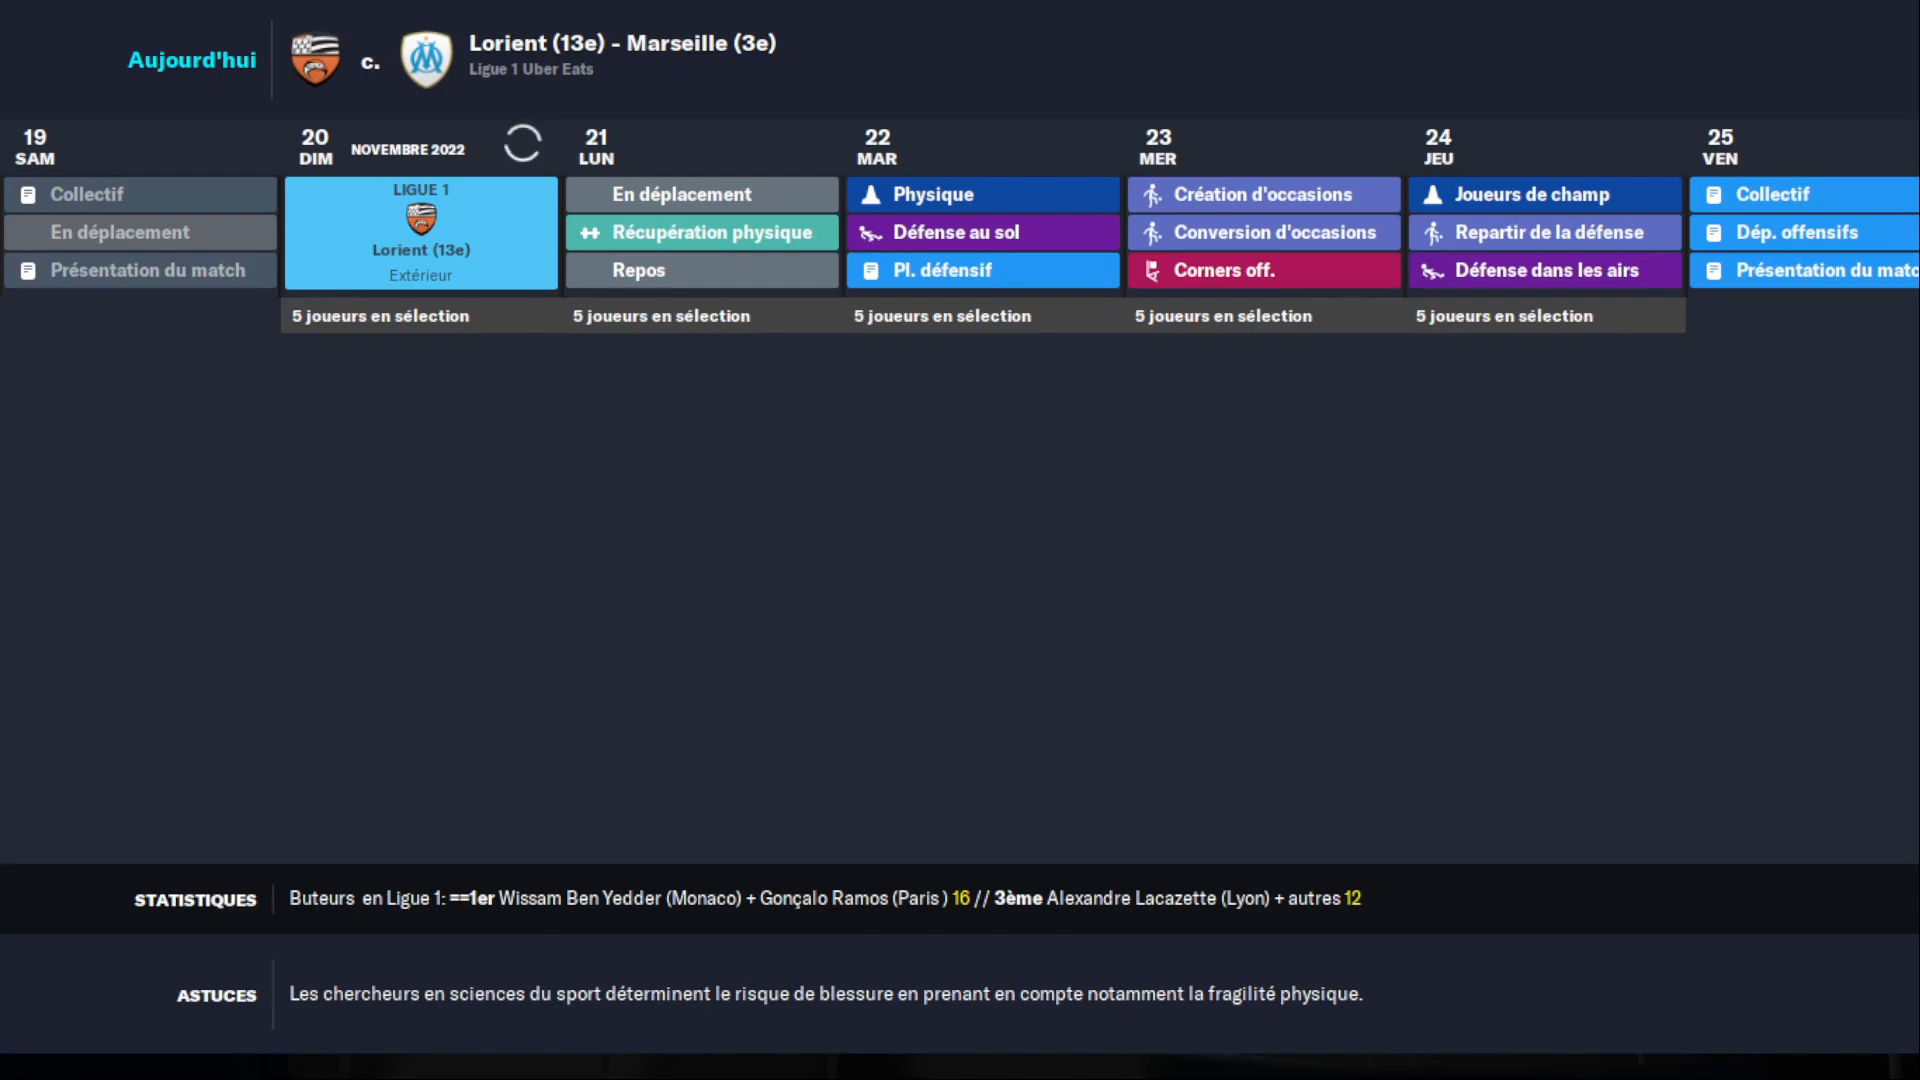 Aujourd'hui
c.
Lorient (13e) - Marseille (3e)
Ligue 1 Uber Eats
19
SAM
20
DIM
NOVEMBRE 2022
21
LUN
22
MAR
23
MER
24
JEU
25
VEN
Collectif
En déplacement
Présentation du match
LIGUE 1
Lorient (13e)
Extérieur
En déplacement
Récupération physique
Repos
Physique
Défense au sol
Pl. défensif
Création d'occasions
Conversion d'occasions
Corners off.
Joueurs de champ
Repartir de la défense
Défense dans les airs
Collectif
Dép. offensifs
Présentation du matc
5 joueurs en sélection
5 joueurs en sélection
5 joueurs en sélection
5 joueurs en sélection
5 joueurs en sélection
STATISTIQUES
Buteurs en Ligue 1: ==1er Wissam Ben Yedder (Monaco) + Gonçalo Ramos (Paris ) 16 // 3ème Alexandre Lacazette (Lyon) + autres 12
ASTUCES
Les chercheurs en sciences du sport déterminent le risque de blessure en prenant en compte notamment la fragilité physique.